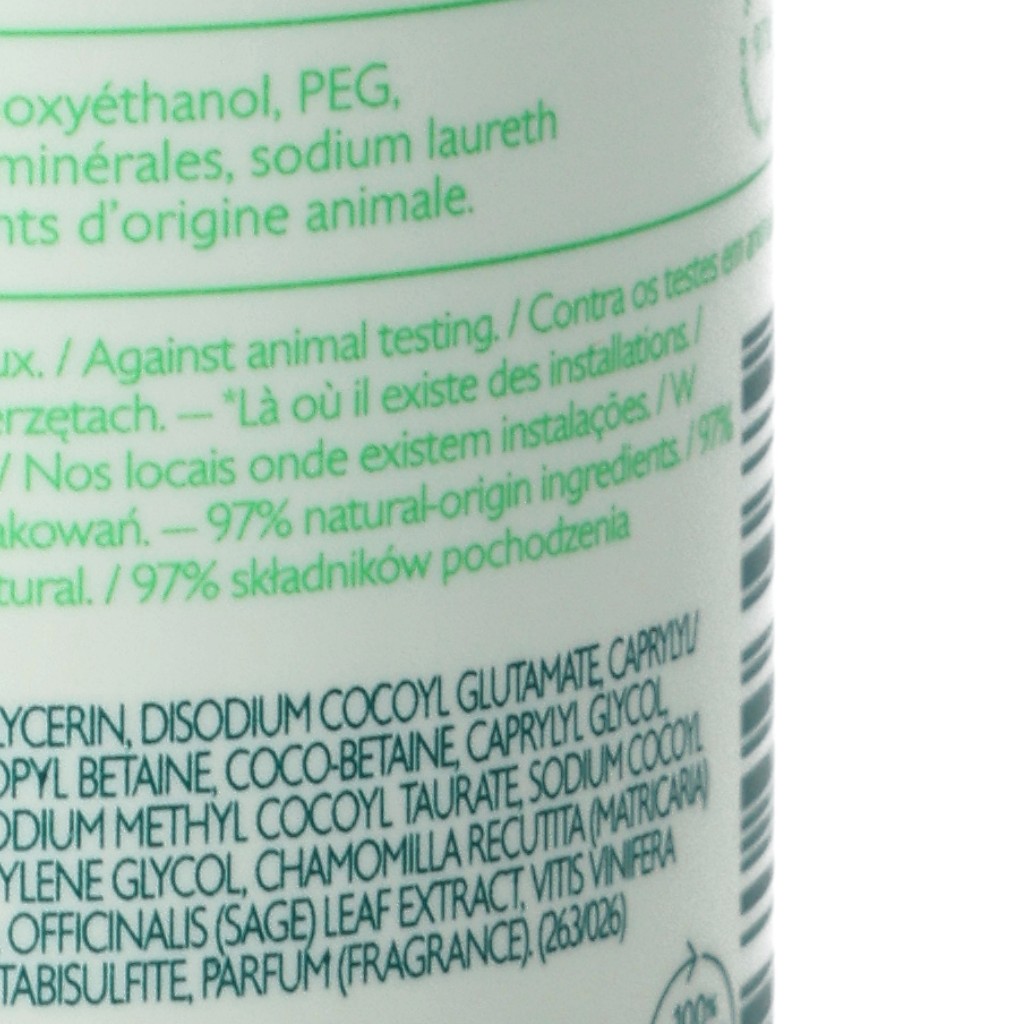 oxyéthanol, PEG,
minérales, sodium laureth
nts d'origine animale.
ux. / Against animal testing. / Contra os testes em
erzętach. — *Là où il existe des installations. /
/ Nos locais onde existem instalações. / W
akowań. — 97% natural-origin ingredients. / 97%
tural. / 97% składników pochodzenia
LYCERIN, DISODIUM COCOYL GLUTAMATE, CAPRYLYL/
OPYL BETAINE, COCO-BETAINE, CAPRYLYL GLYCOL
ODIUM METHYL COCOYL TAURATE, SODIUM COCOYL
YLENE GLYCOL, CHAMOMILLA RECUTITA (MATRICARIA)
OFFICINALIS (SAGE) LEAF EXTRACT, VITIS VINIFERA
TABISULFITE, PARFUM (FRAGRANCE). (263/026)
100%